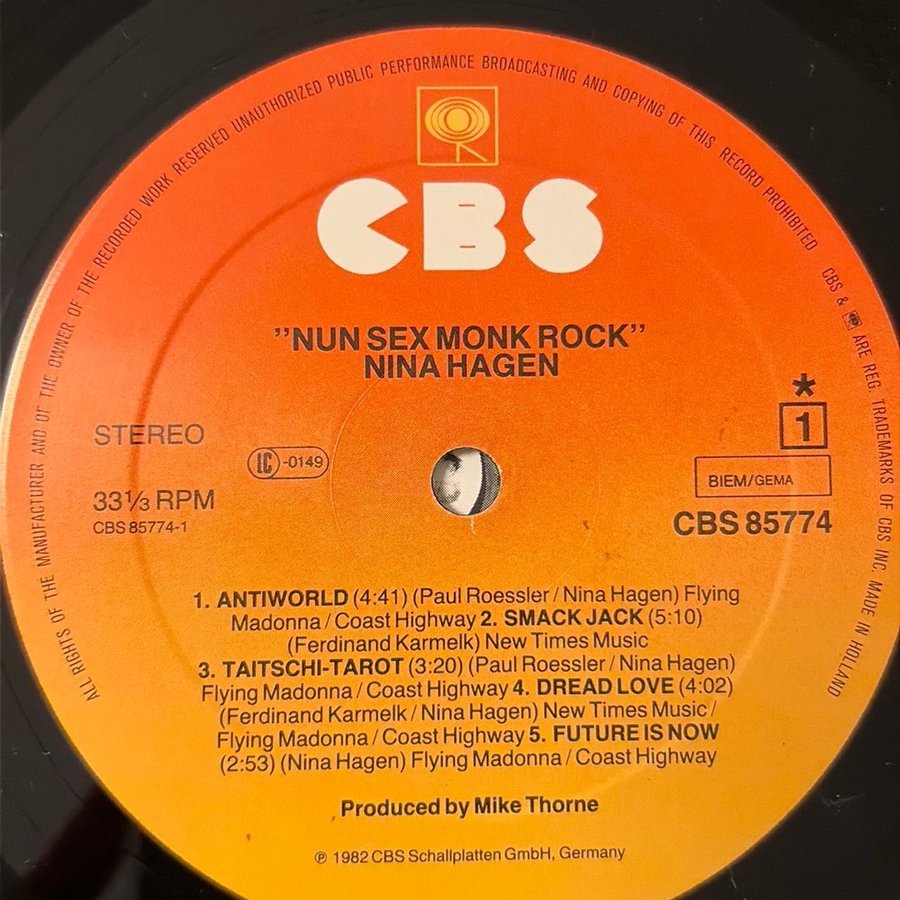 ALL RIGHTS OF THE MANUFACTURER AND OF THE OWNER OF THE RECORDED WORK RESERVED UNAUTHORIZED PUBLIC PERFORMANCE BROADCASTING AND COPYING OF THIS RECORD PROHIBITED
CBS & ARE REG. TRADEMARKS OF CBS INC. MADE IN HOLLAND
CBS
"NUN SEX MONK ROCK"
NINA HAGEN
STEREO
LC-0149
33⅓ RPM
CBS 85774-1
*
1
BIEM/GEMA
CBS 85774
1. ANTIWORLD (4:41) (Paul Roessler/Nina Hagen) Flying
Madonna/Coast Highway 2. SMACK JACK (5:10)
(Ferdinand Karmelk) New Times Music
3. TAITSCHI-TAROT (3:20) (Paul Roessler/Nina Hagen)
Flying Madonna/Coast Highway 4. DREAD LOVE (4:02)
(Ferdinand Karmelk/Nina Hagen) New Times Music/
Flying Madonna/Coast Highway 5. FUTURE IS NOW
(2:53) (Nina Hagen) Flying Madonna/Coast Highway
Produced by Mike Thorne
℗ 1982 CBS Schallplatten GmbH, Germany